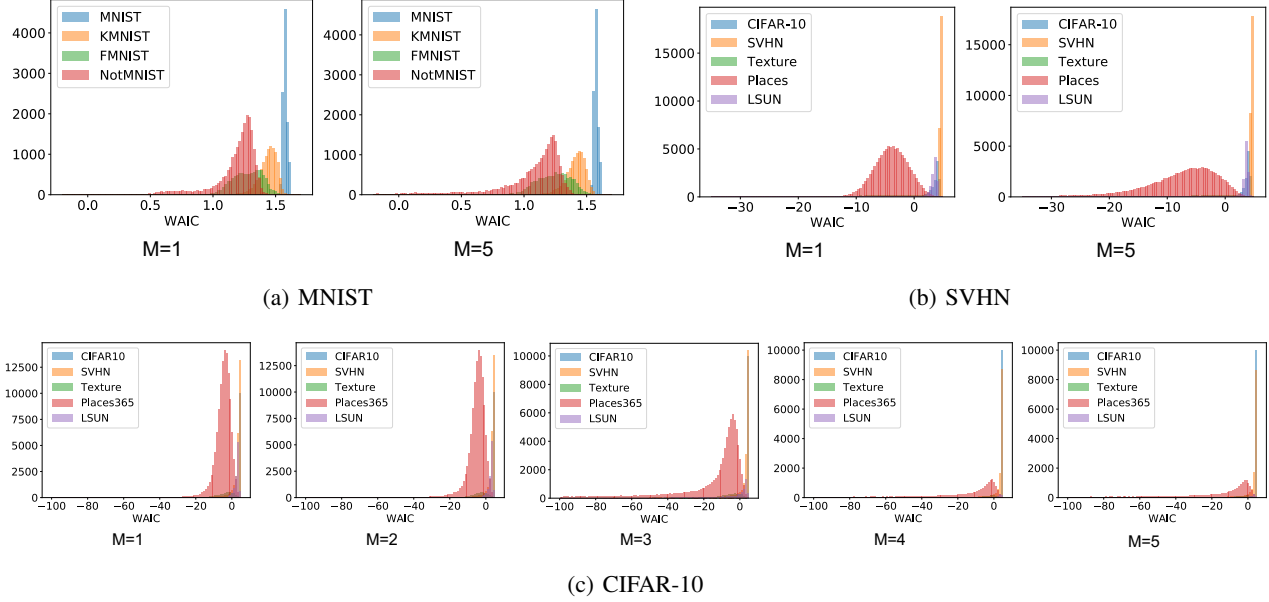 MNIST
KMNIST
FMNIST
NotMNIST
4000
3000
2000
1000
0
0.0 0.5 1.0 1.5
WAIC
M=1
MNIST
KMNIST
FMNIST
NotMNIST
5000
4000
3000
2000
1000
0
0.0 0.5 1.0 1.5
WAIC
M=5
(a) MNIST
CIFAR-10
SVHN
Texture
Places
LSUN
15000
10000
5000
0
−30 −20 −10 0
WAIC
M=1
CIFAR-10
SVHN
Texture
Places
LSUN
15000
10000
5000
0
−30 −20 −10 0
WAIC
M=5
(b) SVHN
CIFAR10
SVHN
Texture
Places365
LSUN
12500
10000
7500
5000
2500
0
−100 −80 −60 −40 −20 0
WAIC
M=1
CIFAR10
SVHN
Texture
Places365
LSUN
12500
10000
7500
5000
2500
0
−100 −80 −60 −40 −20 0
WAIC
M=2
CIFAR10
SVHN
Texture
Places365
LSUN
10000
8000
6000
4000
2000
0
−100 −80 −60 −40 −20 0
WAIC
M=3
CIFAR10
SVHN
Texture
Places365
LSUN
10000
8000
6000
4000
2000
0
−100 −80 −60 −40 −20 0
WAIC
M=4
CIFAR10
SVHN
Texture
Places365
LSUN
10000
8000
6000
4000
2000
0
−100 −80 −60 −40 −20 0
WAIC
M=5
(c) CIFAR-10